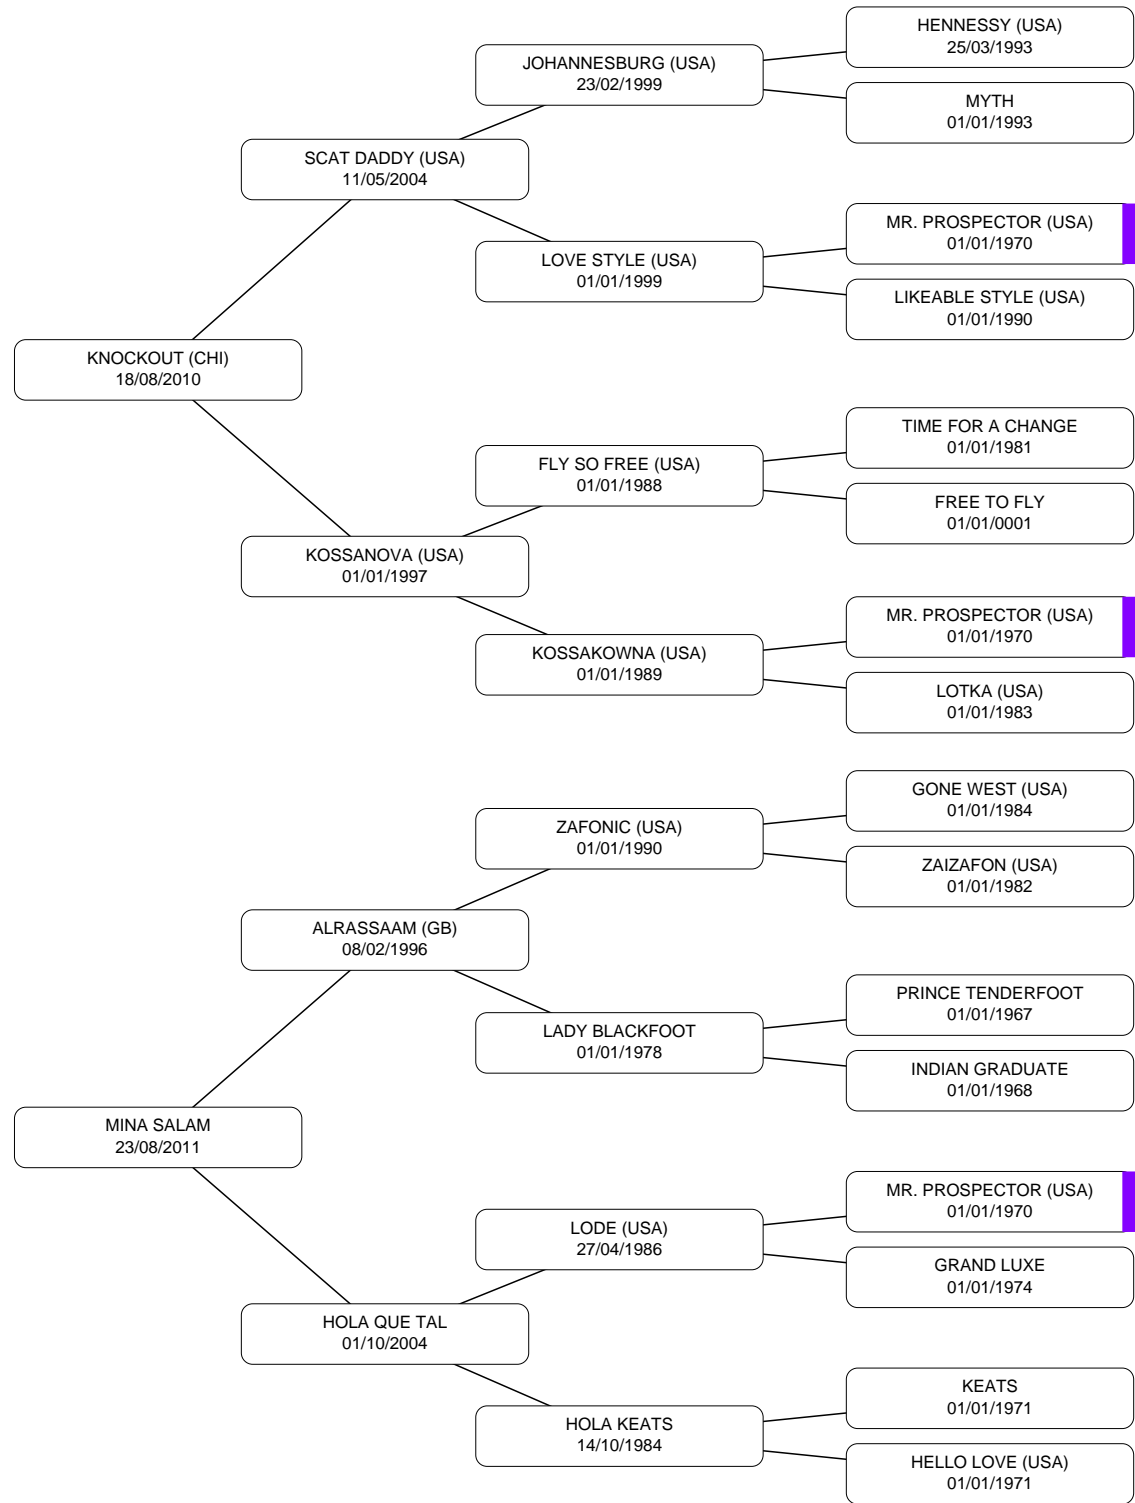 HENNESSY (USA)
25/03/1993
JOHANNESBURG (USA)
23/02/1999
MYTH
01/01/1993
SCAT DADDY (USA)
11/05/2004
MR. PROSPECTOR (USA)
01/01/1970
LOVE STYLE (USA)
01/01/1999
LIKEABLE STYLE (USA)
01/01/1990
KNOCKOUT (CHI)
18/08/2010
TIME FOR A CHANGE
01/01/1981
FLY SO FREE (USA)
01/01/1988
FREE TO FLY
01/01/0001
KOSSANOVA (USA)
01/01/1997
MR. PROSPECTOR (USA)
01/01/1970
KOSSAKOWNA (USA)
01/01/1989
LOTKA (USA)
01/01/1983
GONE WEST (USA)
01/01/1984
ZAFONIC (USA)
01/01/1990
ZAIZAFON (USA)
01/01/1982
ALRASSAAM (GB)
08/02/1996
PRINCE TENDERFOOT
01/01/1967
LADY BLACKFOOT
01/01/1978
INDIAN GRADUATE
01/01/1968
MINA SALAM
23/08/2011
MR. PROSPECTOR (USA)
01/01/1970
LODE (USA)
27/04/1986
GRAND LUXE
01/01/1974
HOLA QUE TAL
01/10/2004
KEATS
01/01/1971
HOLA KEATS
14/10/1984
HELLO LOVE (USA)
01/01/1971